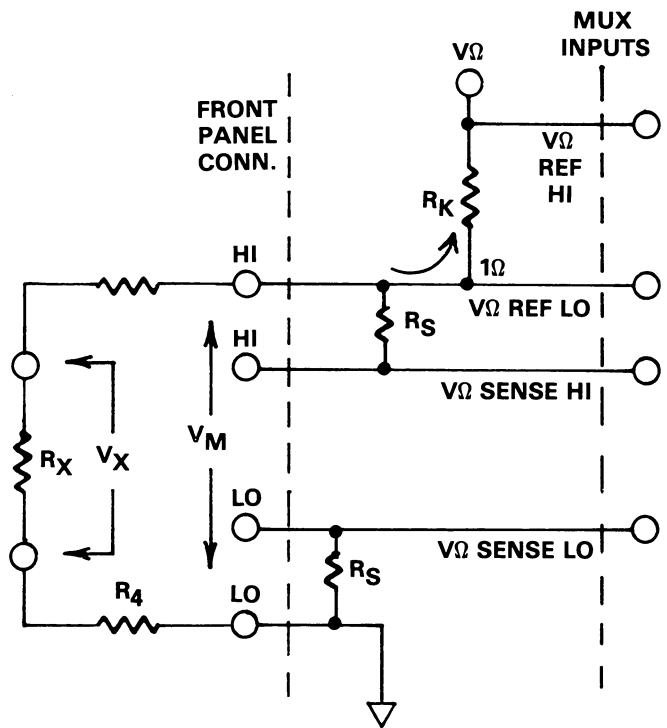 MUX
INPUTS
VΩ
FRONT
PANEL
CONN.
VΩ
REF
HI
RK
HI
1Ω
VΩ REF LO
RS
HI
VΩ SENSE HI
VM
RX
VX
LO
VΩ SENSE LO
RS
R4
LO